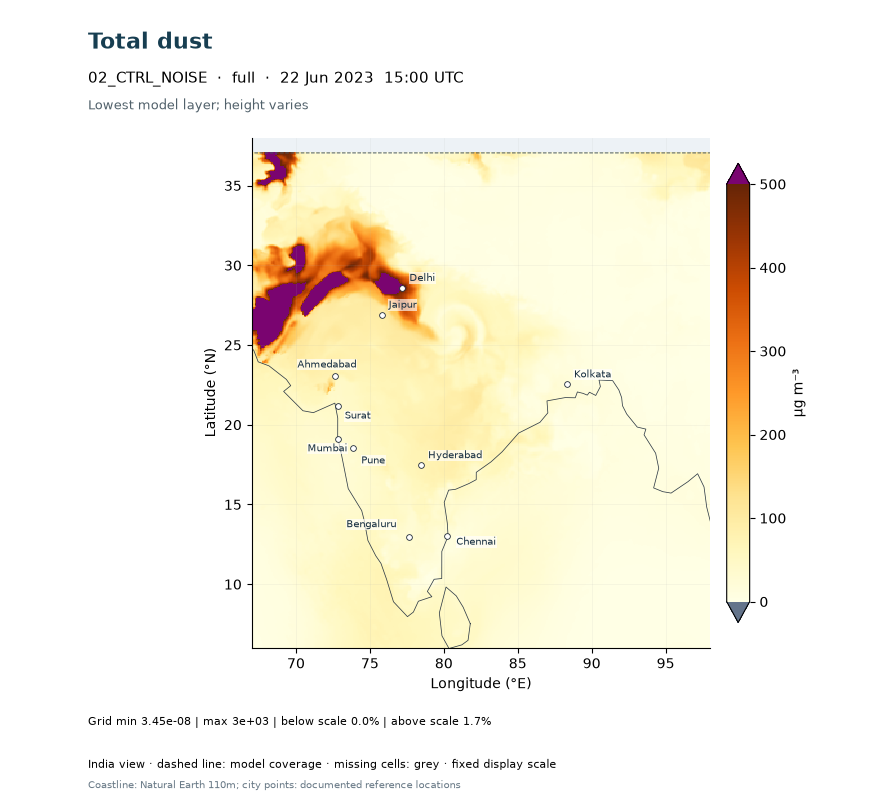 Total dust
02_CTRL_NOISE · full · 22 Jun 2023 15:00 UTC
Lowest model layer; height varies
35
30
25
20
15
10
Latitude (°N)
70
75
80
85
90
95
Longitude (°E)
Delhi
Jaipur
Ahmedabad
Surat
Mumbai
Pune
Hyderabad
Kolkata
Bengaluru
Chennai
500
400
300
200
100
0
µg m⁻³
Grid min 3.45e-08 | max 3e+03 | below scale 0.0% | above scale 1.7%
India view · dashed line: model coverage · missing cells: grey · fixed display scale
Coastline: Natural Earth 110m; city points: documented reference locations